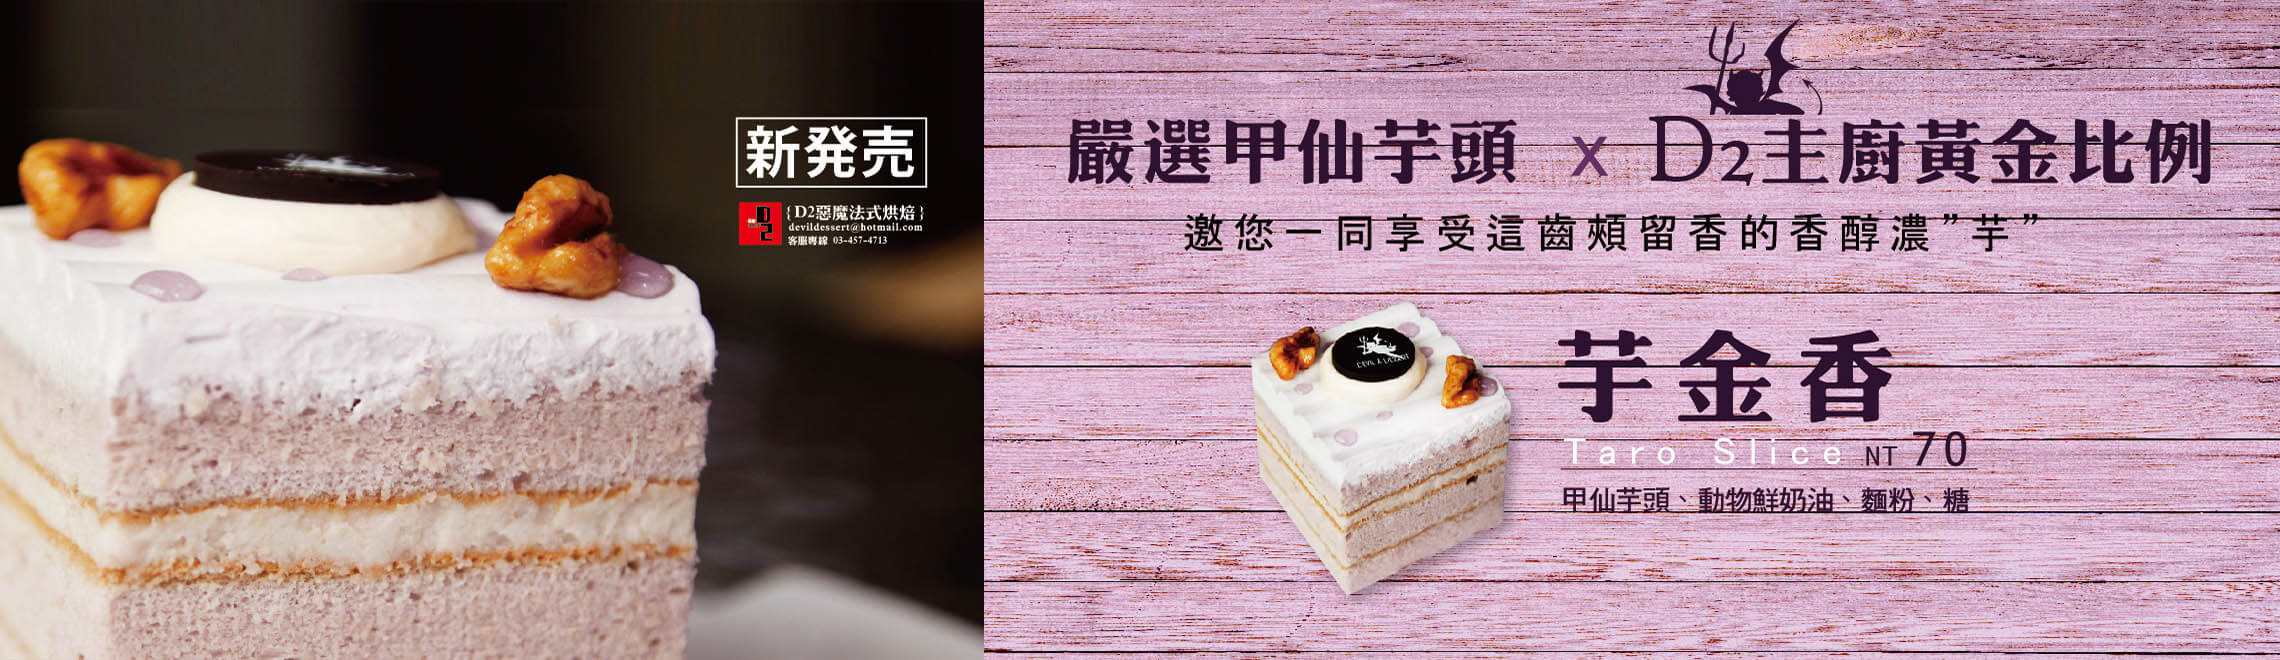 新発売
D2
{ D2惡魔法式烘焙 }
devildessert@hotmail.com
客服專線 03-457-4713
嚴選甲仙芋頭 x D2主廚黃金比例
邀您一同享受這齒頰留香的香醇濃”芋”
芋金香
Taro Slice NT 70
甲仙芋頭、動物鮮奶油、麵粉、糖